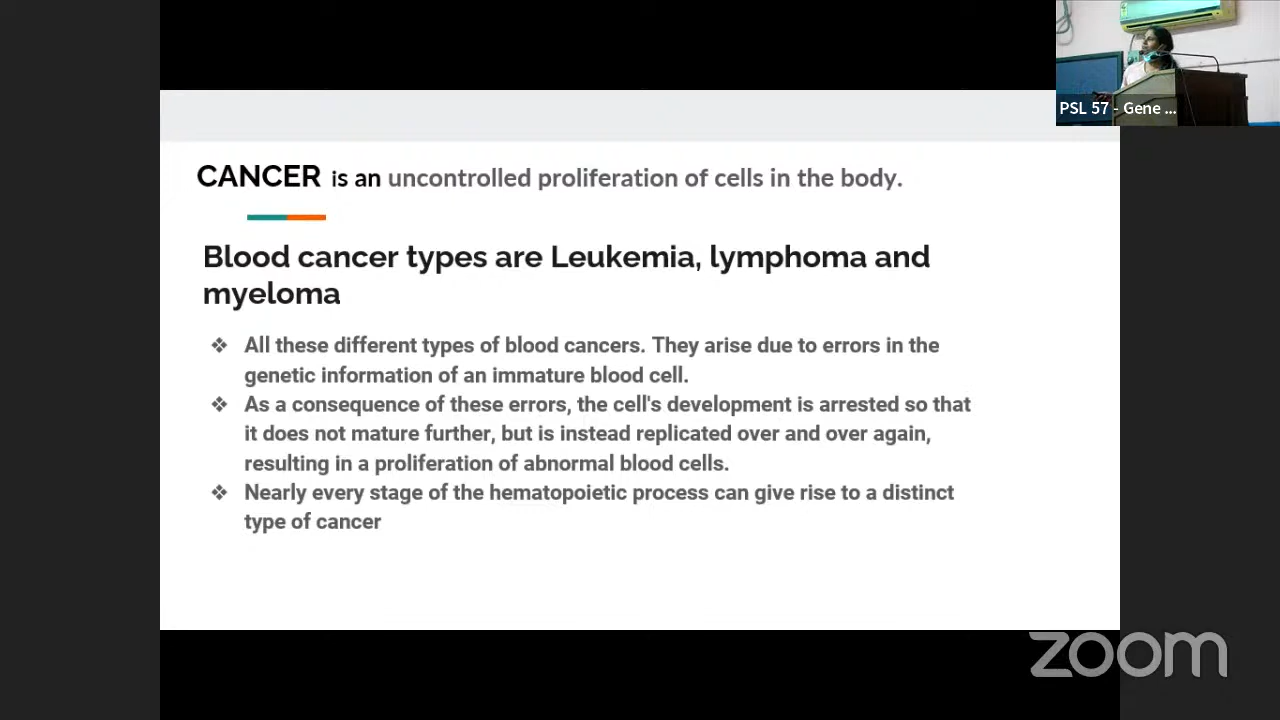 PSL 57 - Gene ...
CANCER is an uncontrolled proliferation of cells in the body.
Blood cancer types are Leukemia, lymphoma and
myeloma
❖ All these different types of blood cancers. They arise due to errors in the
genetic information of an immature blood cell.
❖ As a consequence of these errors, the cell's development is arrested so that
it does not mature further, but is instead replicated over and over again,
resulting in a proliferation of abnormal blood cells.
❖ Nearly every stage of the hematopoietic process can give rise to a distinct
type of cancer
zoom